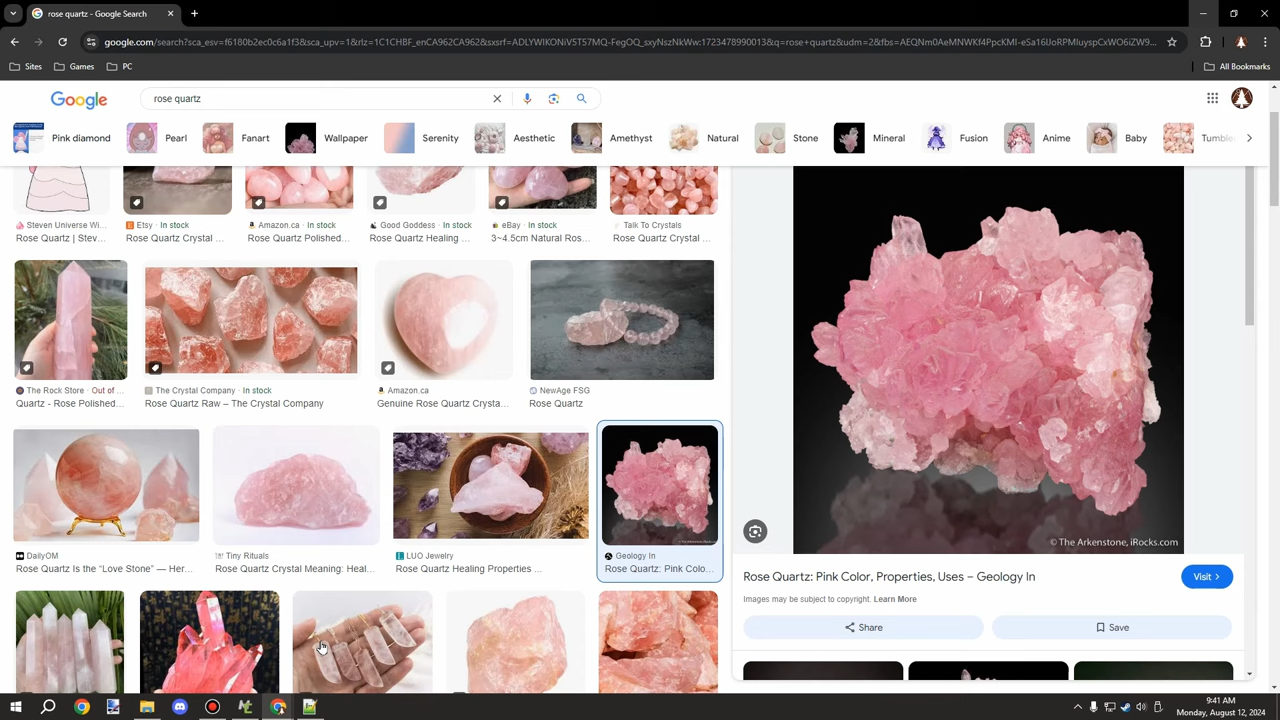 rose quartz - Google Search
google.com/search?sca_esv=f6180b2ec0c6a1f3&sca_upv=1&rlz=1C1CHBF_enCA962CA962&sxsrf=ADLYWIKONiV5T57MQ-FegOQ_sxyNszNkWw:1723478990013&q=rose+quartz&udm=2&fbs=AEQNm0AeMNWKf4PpcKMI-eSa16lJoRPMIuyspCxWO6iZW9...
Sites
Games
PC
All Bookmarks
Google
rose quartz
Pink diamond
Pearl
Fanart
Wallpaper
Serenity
Aesthetic
Amethyst
Natural
Stone
Mineral
Fusion
Anime
Baby
Tumble
Steven Universe Wi...
Rose Quartz | Stev...
Etsy · In stock
Rose Quartz Crystal ...
Amazon.ca · In stock
Rose Quartz Polished...
Good Goddess · In stock
Rose Quartz Healing ...
eBay · In stock
3~4.5cm Natural Ros...
Talk To Crystals
Rose Quartz Crystal ...
The Rock Store · Out of ...
Quartz - Rose Polished...
The Crystal Company · In stock
Rose Quartz Raw – The Crystal Company
Amazon.ca
Genuine Rose Quartz Crysta...
NewAge FSG
Rose Quartz
DailyOM
Rose Quartz Is the “Love Stone” — Her...
Tiny Rituals
Rose Quartz Crystal Meaning: Heal...
LUO Jewelry
Rose Quartz Healing Properties ...
Geology In
Rose Quartz: Pink Colo...
© The Arkenstone, iRocks.com
Rose Quartz: Pink Color, Properties, Uses – Geology In
Visit
Images may be subject to copyright. Learn More
Share
Save
9:41 AM
Monday, August 12, 2024